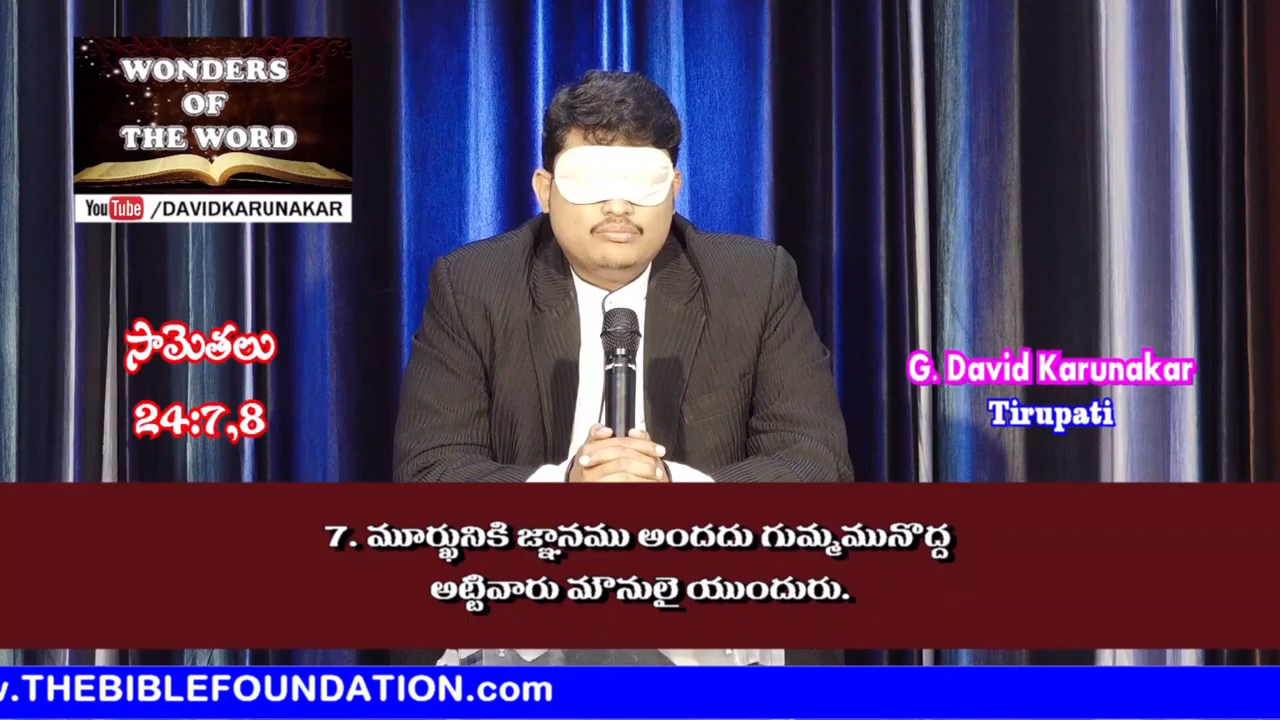 WONDERS
OF
THE WORD
YouTube /DAVIDKARUNAKAR
సామెతలు
24:7,8
G. David Karunakar
Tirupati
7. మూర్ఖునికి జ్ఞానము అందదు గుమ్మమునొద్ద
అట్టివారు మౌనులై యుందురు.
.THEBIBLEFOUNDATION.com